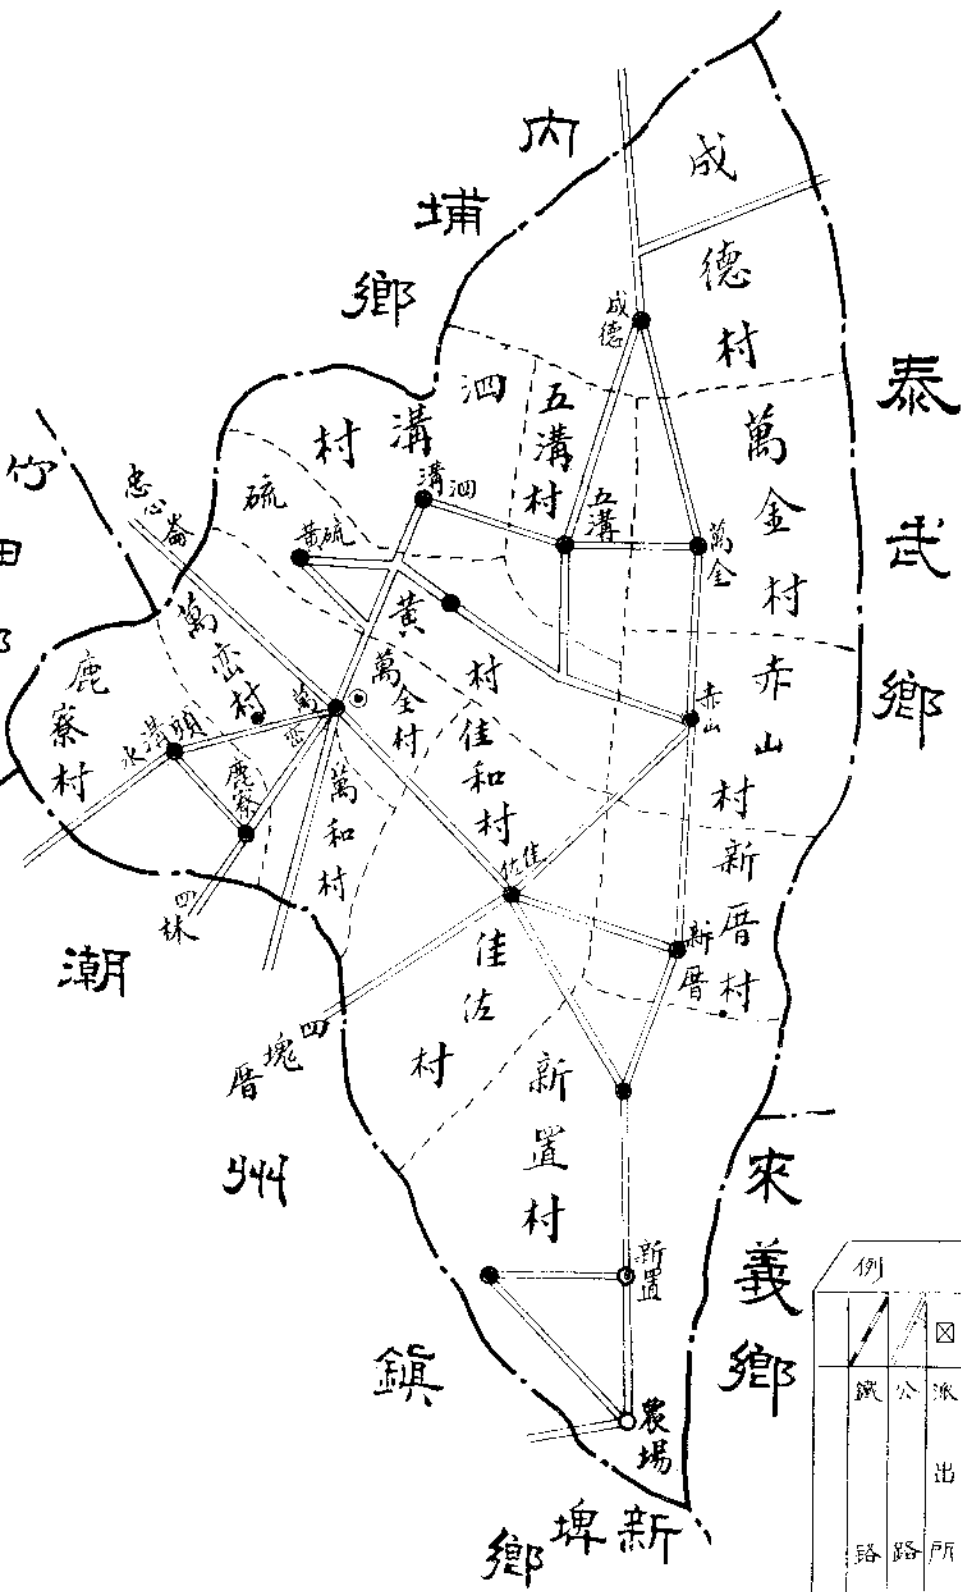 內埔鄉
泰武鄉
來義鄉
新埤鄉
潮州鎮
竹田
成德村
成德
萬金村
萬金
五溝村
五溝
泗溝村
泗溝
硫黃村
硫黃
忠心崙
萬巒村
萬巒
鹿寮村
鹿寮
水溝頭
萬全村
萬和村
佳和村
赤山村
赤山
新厝村
新厝
佳佐村
佳佐
四林
四塊厝
新置村
新置
農場
例
鐵路
公路
派出所